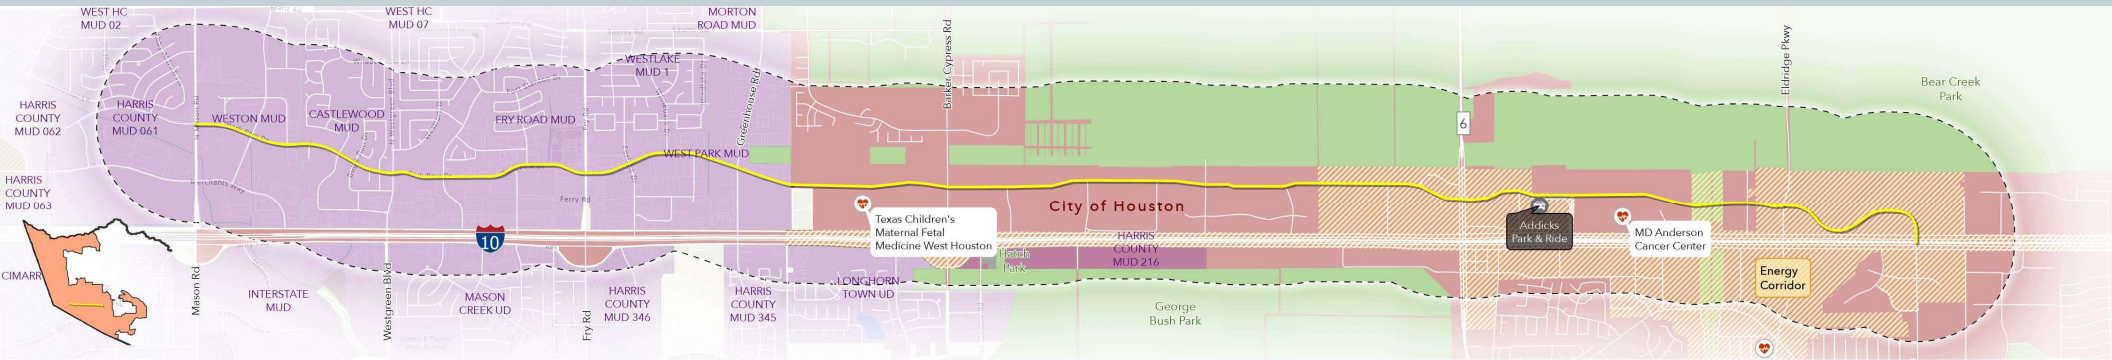 WEST HC
MUD 02
WEST HC
MUD 07
MORTON
ROAD MUD
WESTLAKE
MUD 1
Greenhouse Rd
Barker Cypress Rd
Eldridge Pkwy
Bear Creek
Park
HARRIS
COUNTY
MUD 062
HARRIS
COUNTY
MUD 061
WESTON MUD
CASTLEWOOD
MUD
FRY ROAD MUD
WEST PARK MUD
6
HARRIS
COUNTY
MUD 063
Merchants Way
Ferry Rd
Texas Children's
Maternal Fetal
Medicine West Houston
City of Houston
HARRIS
COUNTY
MUD 216
Hatch
Park
Addicks
Park & Ride
MD Anderson
Cancer Center
10
CIMARR
Mason Rd
INTERSTATE
MUD
Westgreen Blvd
MASON
CREEK UD
Fry Rd
HARRIS
COUNTY
MUD 346
HARRIS
COUNTY
MUD 345
LONGHORN
TOWN UD
George
Bush Park
Energy
Corridor